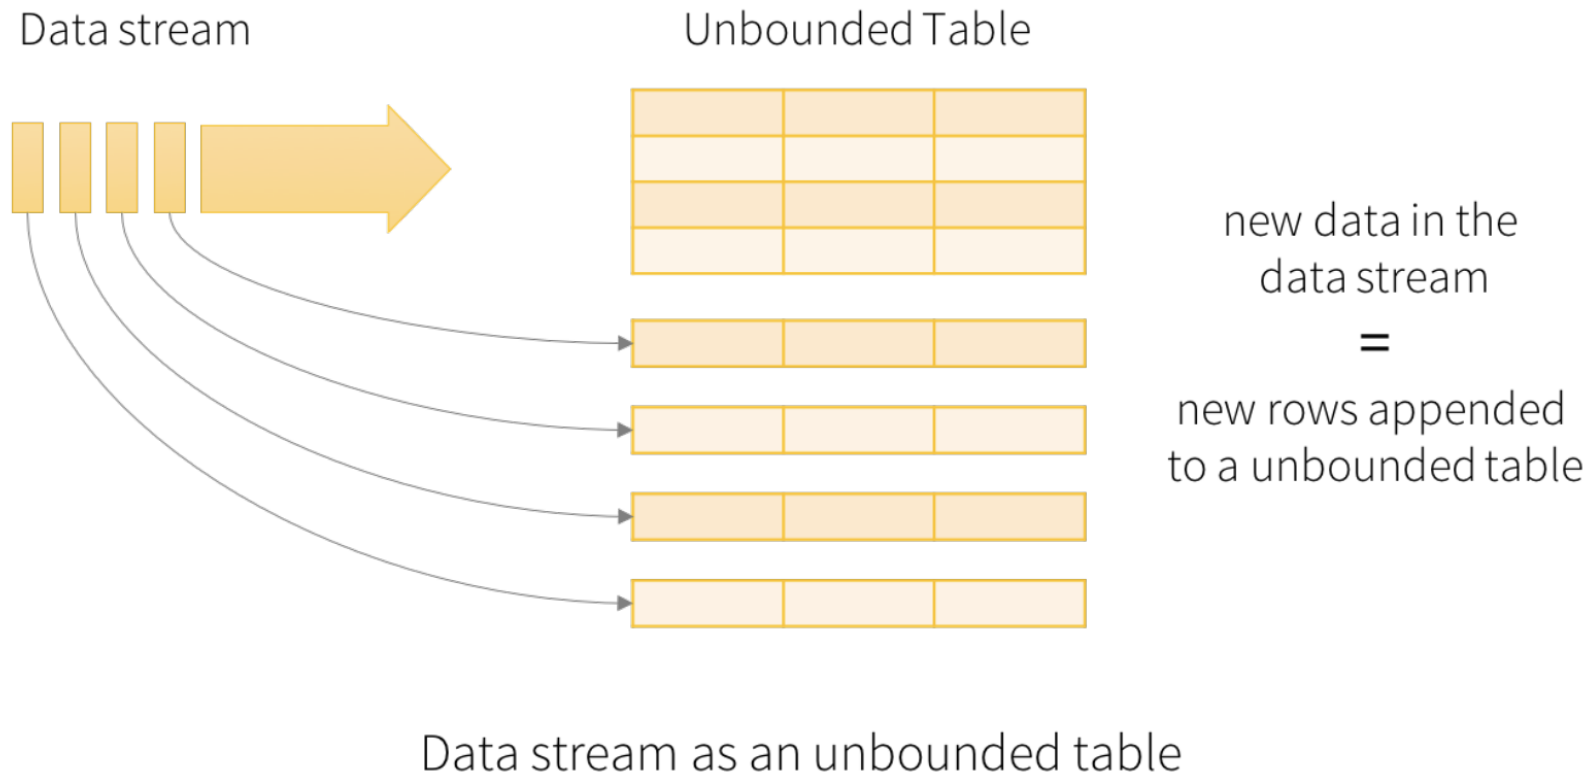 Data stream
Unbounded Table
new data in the
data stream
=
new rows appended
to a unbounded table
Data stream as an unbounded table